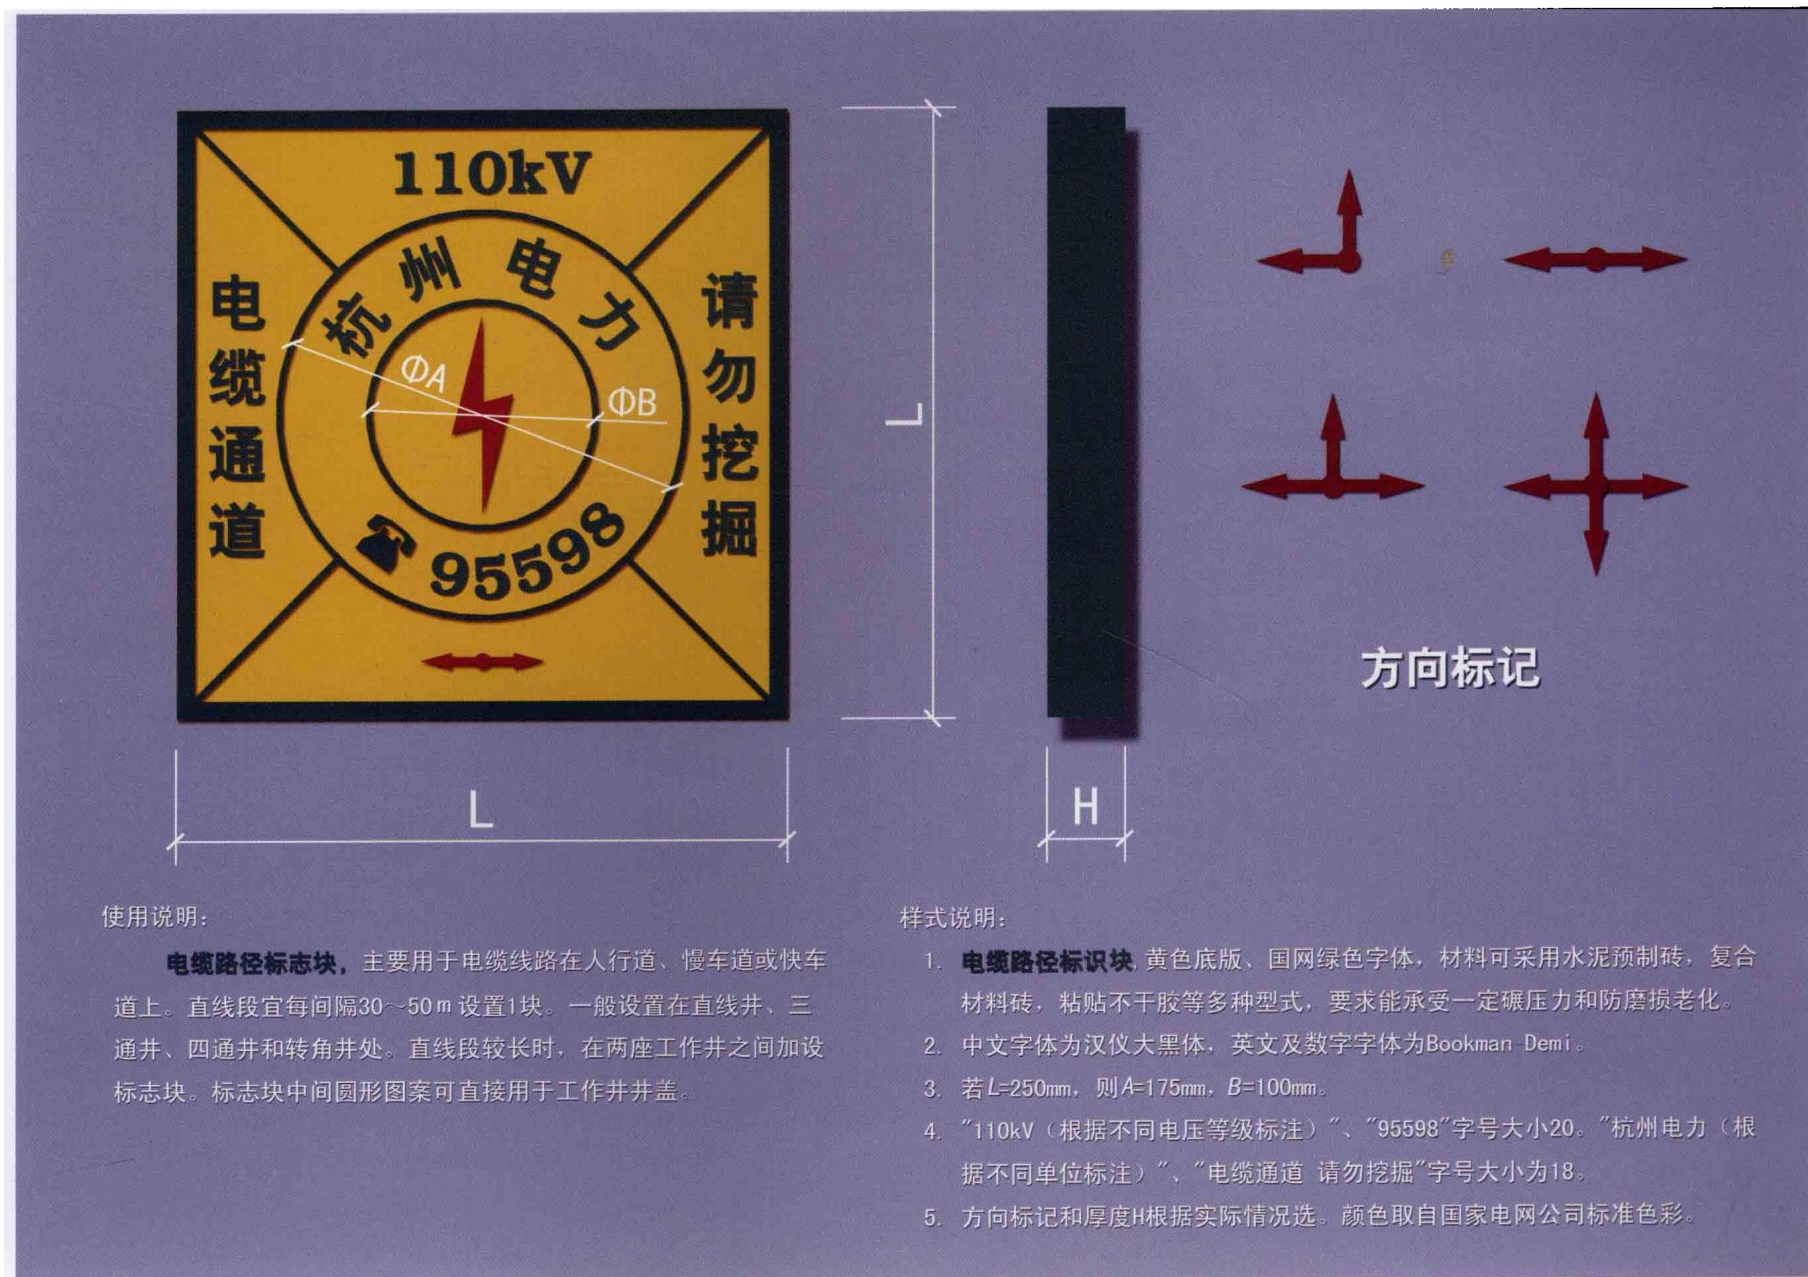 110kV
杭州 电力
电缆通道
请勿挖掘
ΦA
ΦB
95598
L
L
H
方向标记
使用说明：
电缆路径标志块，主要用于电缆线路在人行道、慢车道或快车
道上。直线段宜每间隔30～50m设置1块。一般设置在直线井、三
通井、四通井和转角井处。直线段较长时，在两座工作井之间加设
标志块。标志块中间圆形图案可直接用于工作井井盖。
样式说明：
1. 电缆路径标识块，黄色底版、国网绿色字体，材料可采用水泥预制砖，复合
材料砖，粘贴不干胶等多种型式，要求能承受一定碾压力和防磨损老化。
2. 中文字体为汉仪大黑体，英文及数字字体为Bookman Demi。
3. 若L=250mm，则A=175mm，B=100mm。
4. "110kV（根据不同电压等级标注）"、"95598"字号大小20。"杭州电力（根
据不同单位标注）"、"电缆通道 请勿挖掘"字号大小为18。
5. 方向标记和厚度H根据实际情况选。颜色取自国家电网公司标准色彩。